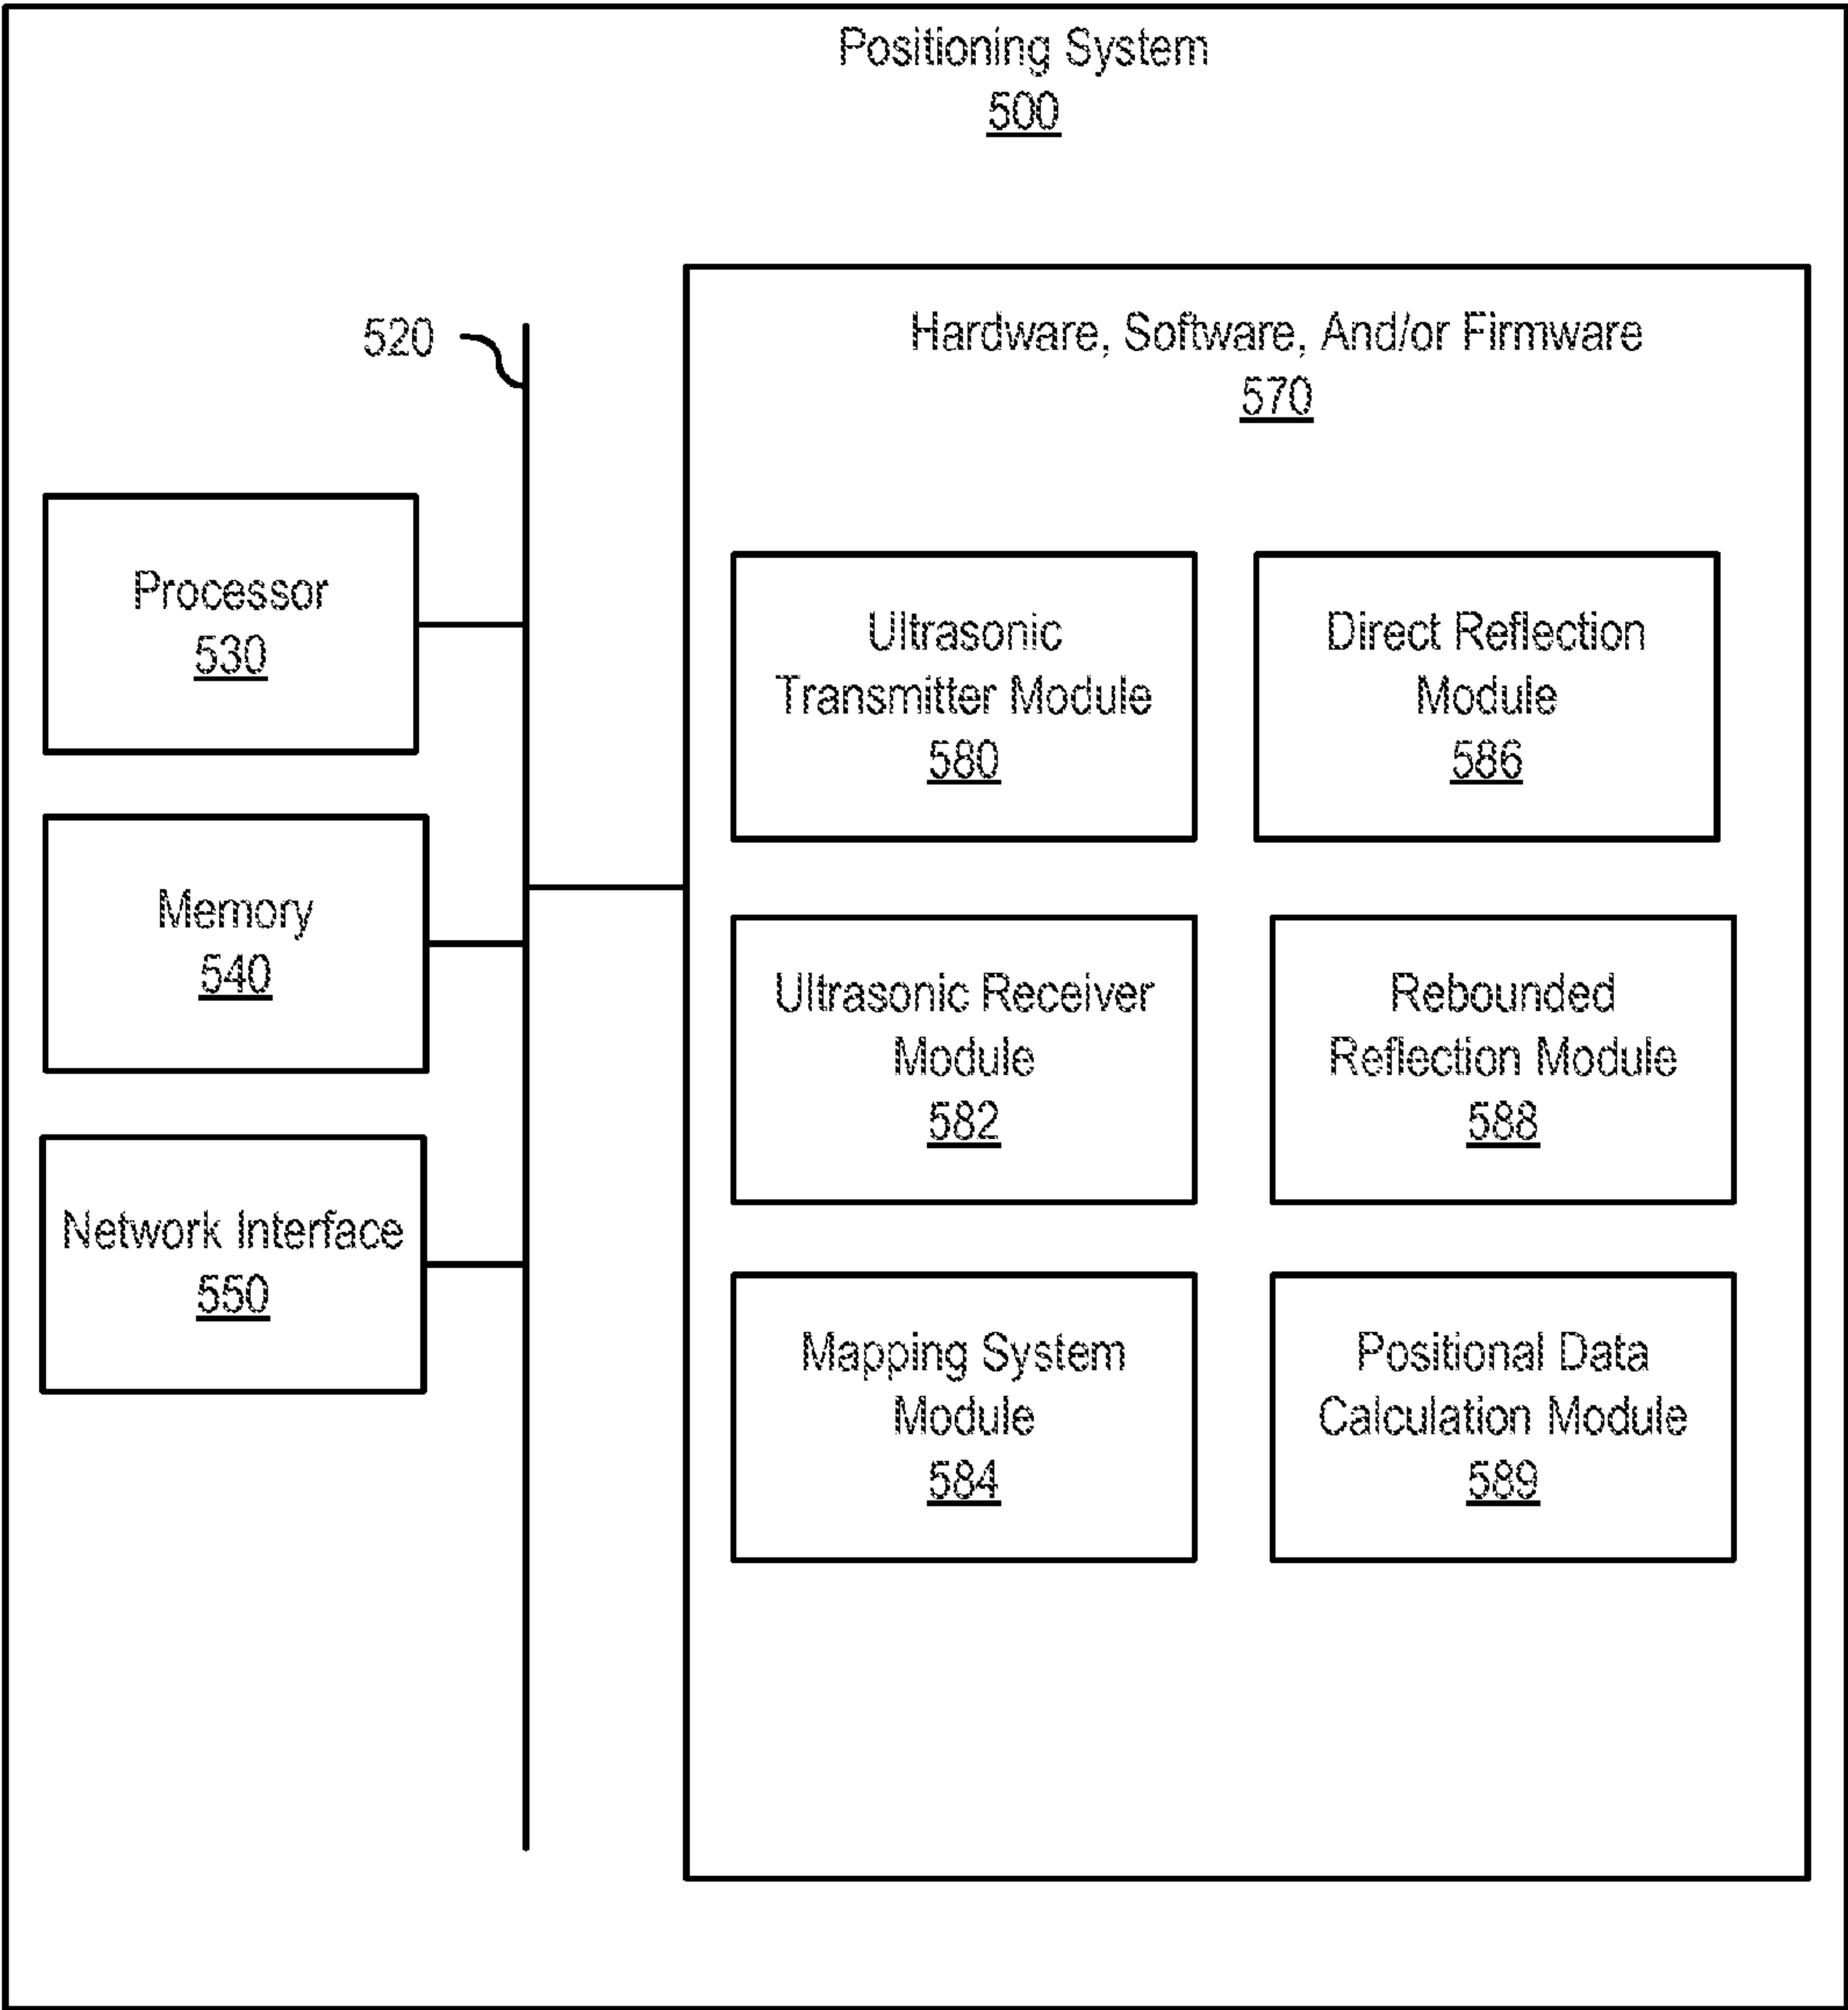 Positioning System
500
520
Hardware, Software, And/or Firmware
570
Processor
530
Memory
540
Network Interface
550
Ultrasonic
Transmitter Module
580
Direct Reflection
Module
586
Ultrasonic Receiver
Module
582
Rebounded
Reflection Module
588
Mapping System
Module
584
Positional Data
Calculation Module
589